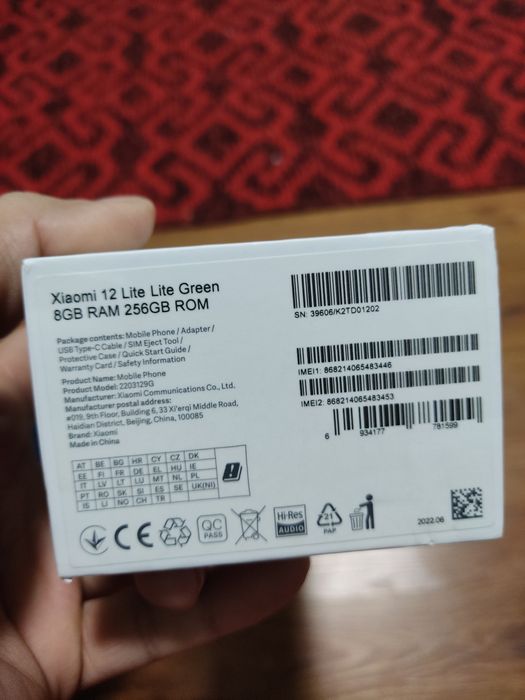 Xiaomi 12 Lite Lite Green
8GB RAM 256GB ROM
Package contents: Mobile Phone / Adapter /
USB Type-C Cable / SIM Eject Tool /
Protective Case / Quick Start Guide /
Warranty Card / Safety Information
Product Name: Mobile Phone
Product Model: 2203129G
Manufacturer: Xiaomi Communications Co., Ltd.
Manufacturer postal address:
#019, 9th Floor, Building 6, 33 Xi'erqi Middle Road,
Haidian District, Beijing, China, 100085
Brand: Xiaomi
Made in China
SN: 39606/K2TD01202
IMEI1: 868214065483446
IMEI2: 868214065483453
6 934177 781599
AT BE BG HR CY CZ DK
EE FI FR DE EL HU IE
IT LV LT LU MT NL PL
PT RO SK SI ES SE UK(NI)
IS LI NO CH TR
CE
QC
PASS
Hi-Res
AUDIO
21
PAP
2022.06